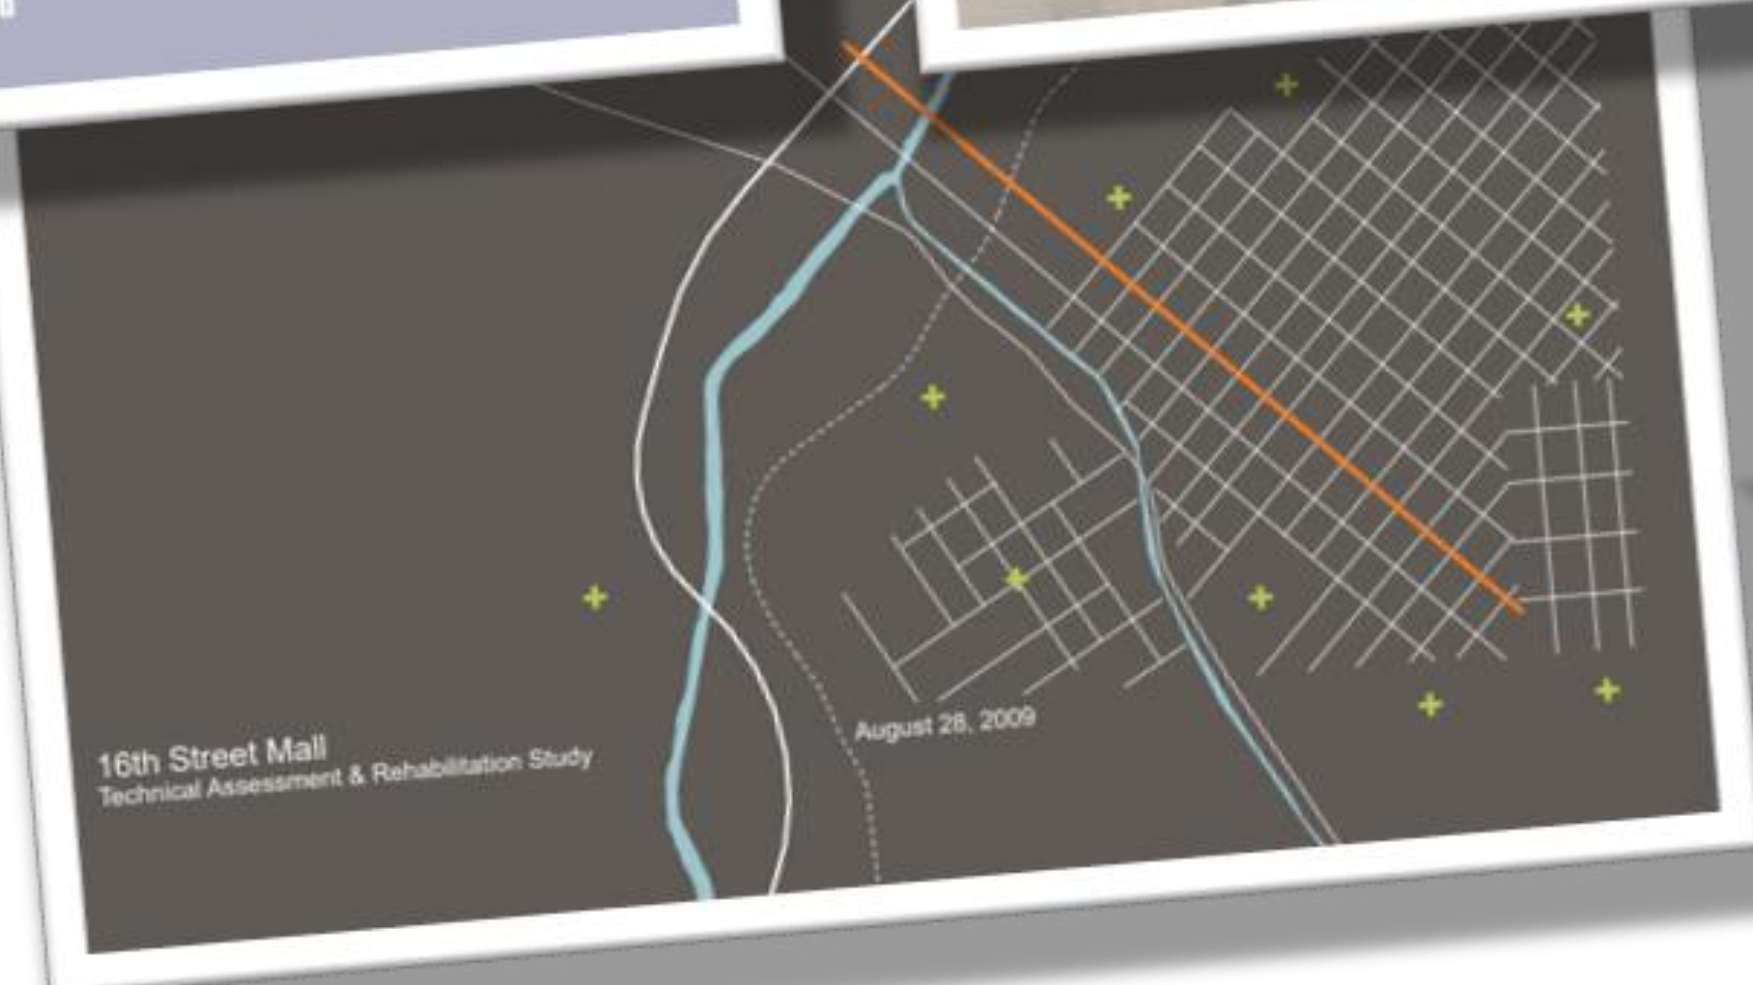 16th Street Mall
Technical Assessment & Rehabilitation Study
August 28, 2009